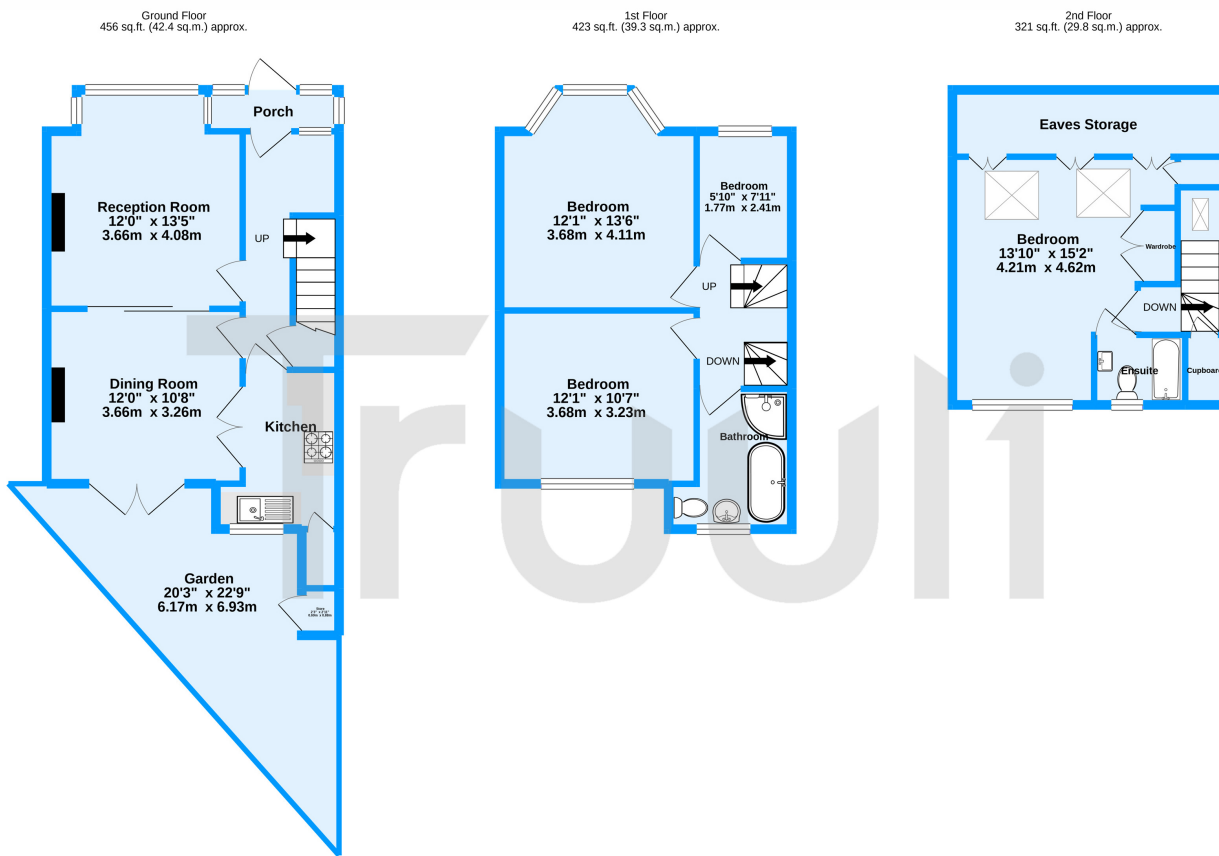 Ground Floor
456 sq.ft. (42.4 sq.m.) approx.
Porch
Reception Room
12'0" x 13'5"
3.66m x 4.08m
UP
Dining Room
12'0" x 10'8"
3.66m x 3.26m
Kitchen
Garden
20'3" x 22'9"
6.17m x 6.93m
1st Floor
423 sq.ft. (39.3 sq.m.) approx.
Bedroom
12'1" x 13'6"
3.68m x 4.11m
Bedroom
5'10" x 7'11"
1.77m x 2.41m
UP
DOWN
Bedroom
12'1" x 10'7"
3.68m x 3.23m
Bathroom
2nd Floor
321 sq.ft. (29.8 sq.m.) approx.
Eaves Storage
Bedroom
13'10" x 15'2"
4.21m x 4.62m
Wardrobe
DOWN
Ensuite
Cupboar
Truuli